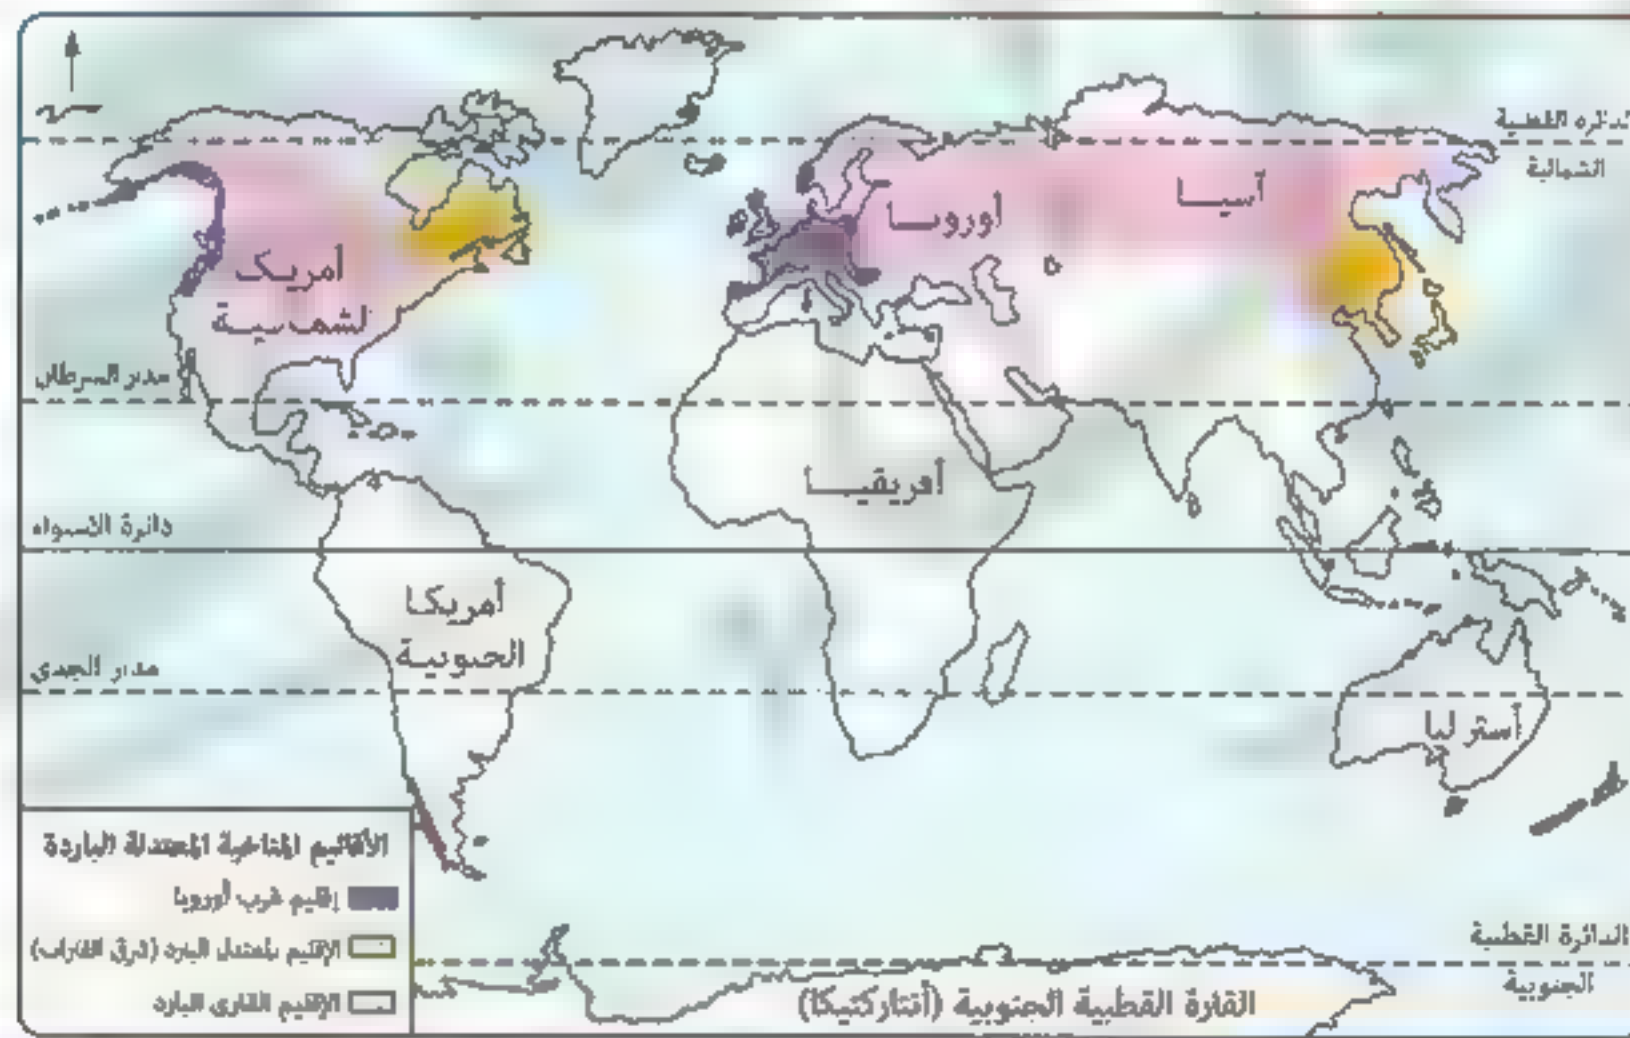 الدائرة القطبية
الشمالية
آسيا
أوروبا
أمريكا
الشمالية
مدار السرطان
أفريقيا
دائرة الاستواء
أمريكا
الجنوبية
مدار الجدي
أستراليا
الأقاليم المناخية المعتدلة الباردة
إقليم غرب أوروبا
الإقليم المعتدل البارد (شرق القارات)
الإقليم القاري البارد
الدائرة القطبية
الجنوبية
القارة القطبية الجنوبية (أنتاركتيكا)